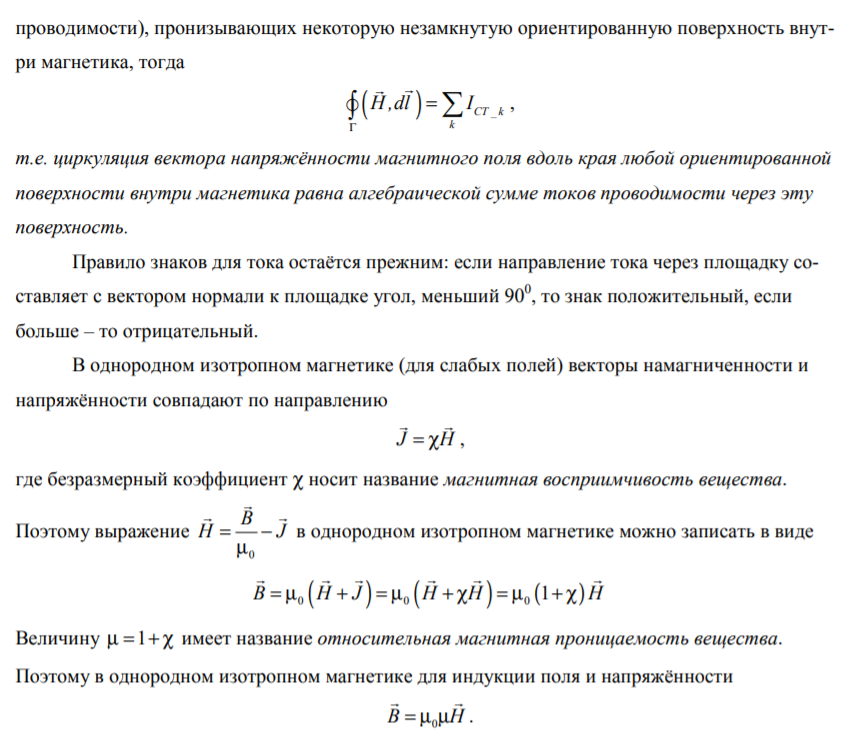 проводимости), пронизывающих некоторую незамкнутую ориентированную поверхность внут-
ри магнетика, тогда
$$\oint_{\Gamma} \left( \vec{H}, d\vec{l} \right) = \sum_{k} I_{CT\_k} ,$$
т.е. циркуляция вектора напряжённости магнитного поля вдоль края любой ориентированной
поверхности внутри магнетика равна алгебраической сумме токов проводимости через эту
поверхность.
Правило знаков для тока остаётся прежним: если направление тока через площадку со-
ставляет с вектором нормали к площадке угол, меньший 90⁰, то знак положительный, если
больше – то отрицательный.
В однородном изотропном магнетике (для слабых полей) векторы намагниченности и
напряжённости совпадают по направлению
$$\vec{J} = \chi \vec{H} ,$$
где безразмерный коэффициент χ носит название магнитная восприимчивость вещества.
Поэтому выражение $\vec{H} = \frac{\vec{B}}{\mu_0} - \vec{J}$ в однородном изотропном магнетике можно записать в виде
$$\vec{B} = \mu_0 \left( \vec{H} + \vec{J} \right) = \mu_0 \left( \vec{H} + \chi \vec{H} \right) = \mu_0 \left( 1 + \chi \right) \vec{H}$$
Величину $\mu = 1 + \chi$ имеет название относительная магнитная проницаемость вещества.
Поэтому в однородном изотропном магнетике для индукции поля и напряжённости
$$\vec{B} = \mu_0 \mu \vec{H} .$$